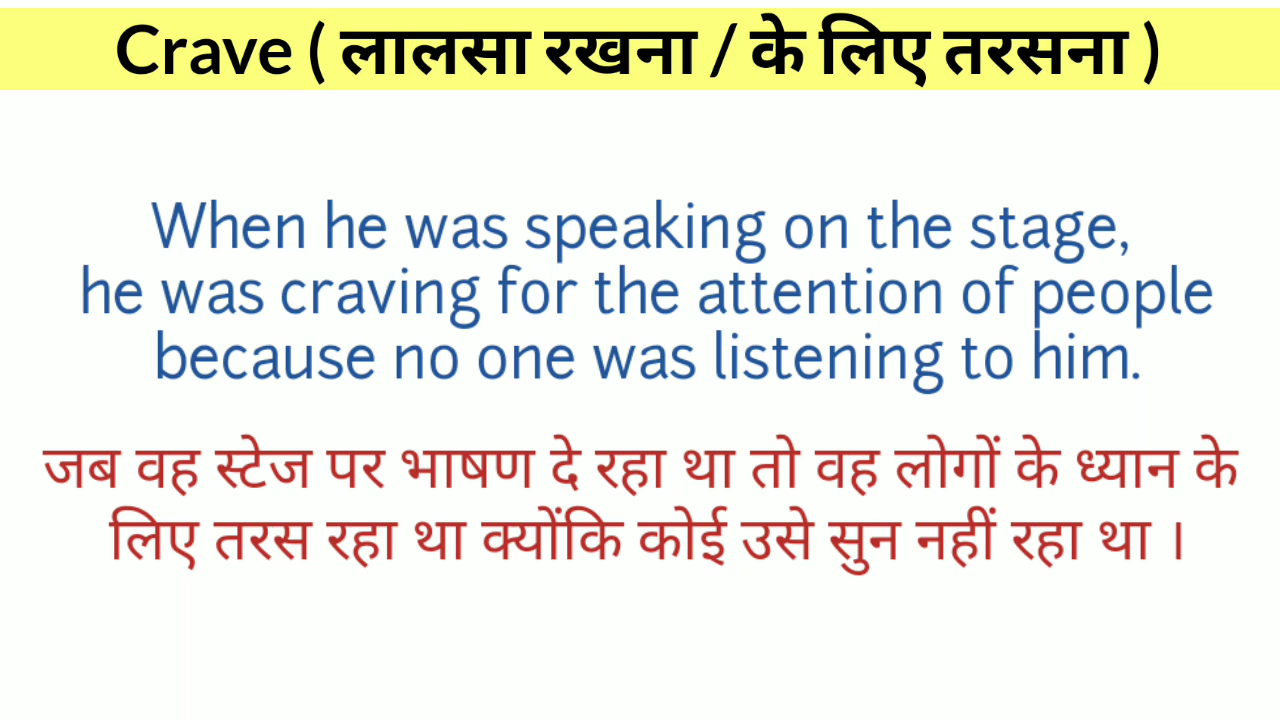 Crave ( लालसा रखना / के लिए तरसना )
When he was speaking on the stage,
he was craving for the attention of people
because no one was listening to him.
जब वह स्टेज पर भाषण दे रहा था तो वह लोगों के ध्यान के
लिए तरस रहा था क्योंकि कोई उसे सुन नहीं रहा था ।